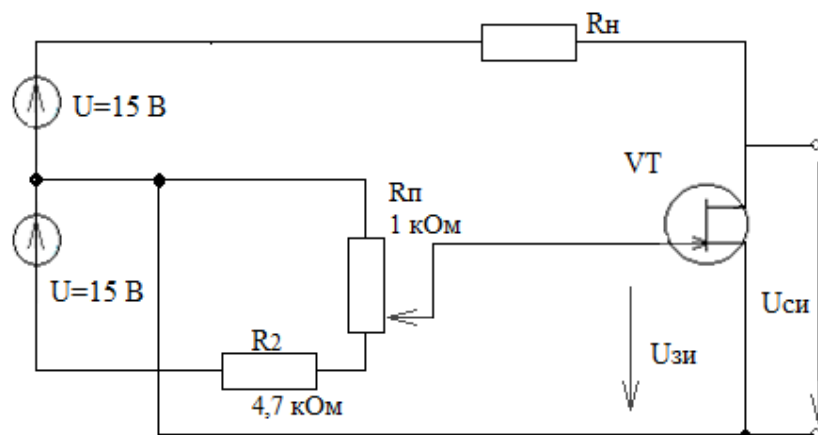 Rн
U=15 В
VT
Rп
1 кОм
U=15 В
Uси
R2
Uзи
4,7 кОм